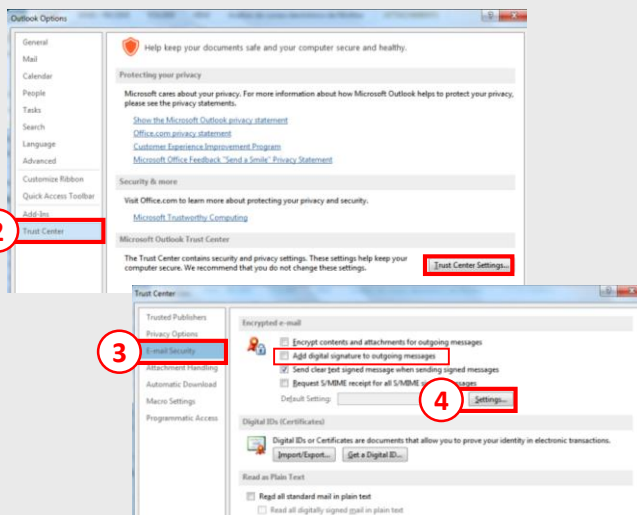 Outlook Options
General
Mail
Calendar
People
Tasks
Search
Language
Advanced
Customize Ribbon
Quick Access Toolbar
Add-Ins
2
Trust Center
Help keep your documents safe and your computer secure and healthy.
Protecting your privacy
Microsoft cares about your privacy. For more information about how Microsoft Outlook helps to protect your privacy,
please see the privacy statements.
Show the Microsoft Outlook privacy statement
Office.com privacy statement
Customer Experience Improvement Program
Microsoft Office Feedback "Send a Smile" Privacy Statement
Security & more
Visit Office.com to learn more about protecting your privacy and security.
Microsoft Trustworthy Computing
Microsoft Outlook Trust Center
The Trust Center contains security and privacy settings. These settings help keep your
computer secure. We recommend that you do not change these settings.
Trust Center Settings...
Trust Center
Trusted Publishers
Privacy Options
3
E-mail Security
Attachment Handling
Automatic Download
Macro Settings
Programmatic Access
Encrypted e-mail
Encrypt contents and attachments for outgoing messages
Add digital signature to outgoing messages
Send clear text signed message when sending signed messages
Request S/MIME receipt for all S/MIME messages
Default Setting:
4
Settings...
Digital IDs (Certificates)
Digital IDs or Certificates are documents that allow you to prove your identity in electronic transactions.
Import/Export...
Get a Digital ID...
Read as Plain Text
Read all standard mail in plain text
Read all digitally signed mail in plain text